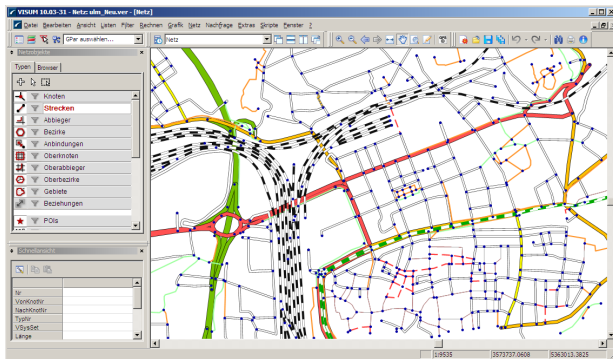 VISUM 10.03-31 - Netz: ulm_Neu.ver - [Netz]
Datei Bearbeiten Ansicht Listen Filter Rechnen Grafik Netz Nachfrage Extras Skripte Fenster ?
GPar auswählen... Netz
Netzobjekte
Typen Browser
Knoten
Strecken
Abbieger
Bezirke
Anbindungen
Oberknoten
Oberabbieger
Oberbezirke
Gebiete
Beziehungen
POIs
Schnellansicht
Nr
VonKnotNr
NachKnotNr
TypNr
VSysSet
Länge
1:9535 3573737.0608 5363013.3825